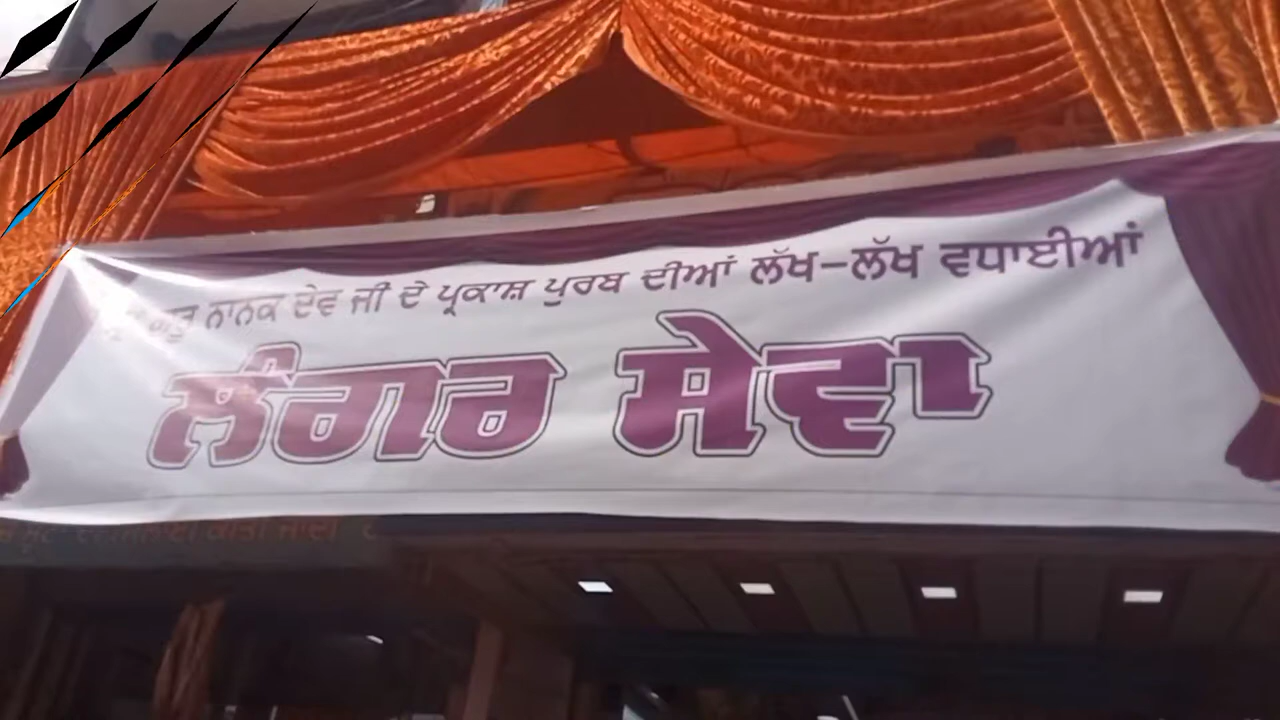 ਗੁਰੂ ਨਾਨਕ ਦੇਵ ਜੀ ਦੇ ਪ੍ਰਕਾਸ਼ ਪੁਰਬ ਦੀਆਂ ਲੱਖ-ਲੱਖ ਵਧਾਈਆਂ
ਲੰਗਰ ਸੇਵਾ
ਕੀਤੀ ਜਾਂਦੀ